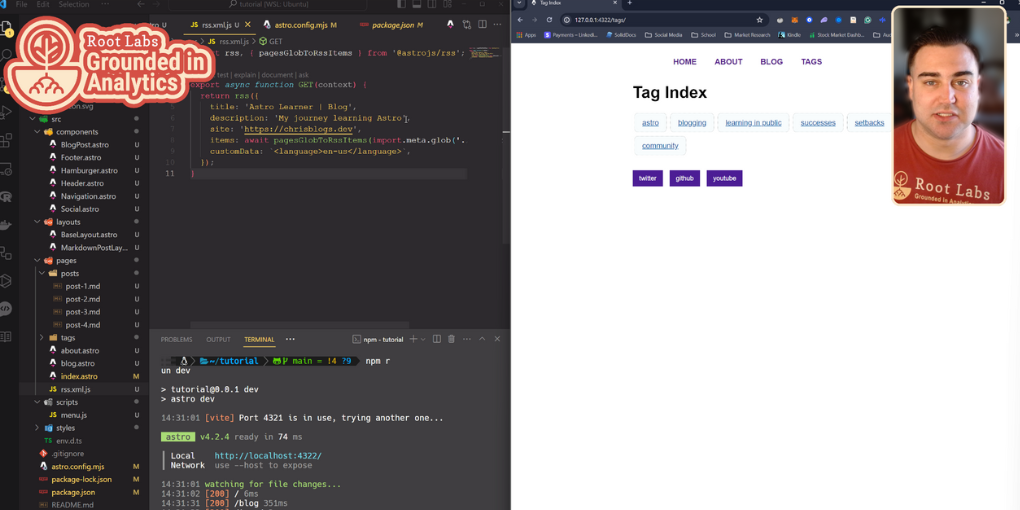 File Edit Selection ...
tutorial [WSL: Ubuntu]
rss.xml.js U
astro.config.mjs M
package.json M
rss.xml.js > GET
rss, { pagesGlobToRssItems } from '@astrojs/rss';
test | explain | document | ask
export async function GET(context) {
return rss({
title: 'Astro Learner | Blog',
description: 'My journey learning Astro',
site: 'https://chrisblogs.dev',
items: await pagesGlobToRssItems(import.meta.glob('.
customData: `<language>en-us</language>`,
});
11 }
Root Labs
Grounded in
Analytics
src
components
BlogPost.astro U
Footer.astro U
Hamburger.astro U
Header.astro U
Navigation.astro U
Social.astro U
layouts
BaseLayout.astro U
MarkdownPostLay... U
pages
posts
post-1.md U
post-2.md U
post-3.md U
post-4.md U
tags
about.astro U
blog.astro U
index.astro M
rss.xml.js U
scripts
menu.js U
styles
env.d.ts U
.gitignore
astro.config.mjs M
package-lock.json M
package.json M
README.md
PROBLEMS OUTPUT TERMINAL ...
npm - tutorial
~/tutorial main = !4 ?9 npm r
un dev
> tutorial@0.0.1 dev
> astro dev
14:31:01 [vite] Port 4321 is in use, trying another one...
astro v4.2.4 ready in 74 ms
Local http://localhost:4322/
Network use --host to expose
14:31:01 watching for file changes...
14:31:02 [200] / 6ms
14:31:31 [200] /blog 351ms
Tag Index
127.0.0.1:4322/tags/
Apps
Payments – LinkedI...
SolidDocs
Social Media
School
Market Research
Kindle
Stock Market Dashb...
HOME ABOUT BLOG TAGS
Tag Index
astro blogging learning in public successes setbacks
community
twitter github youtube
Root Labs
Grounded in Analytics